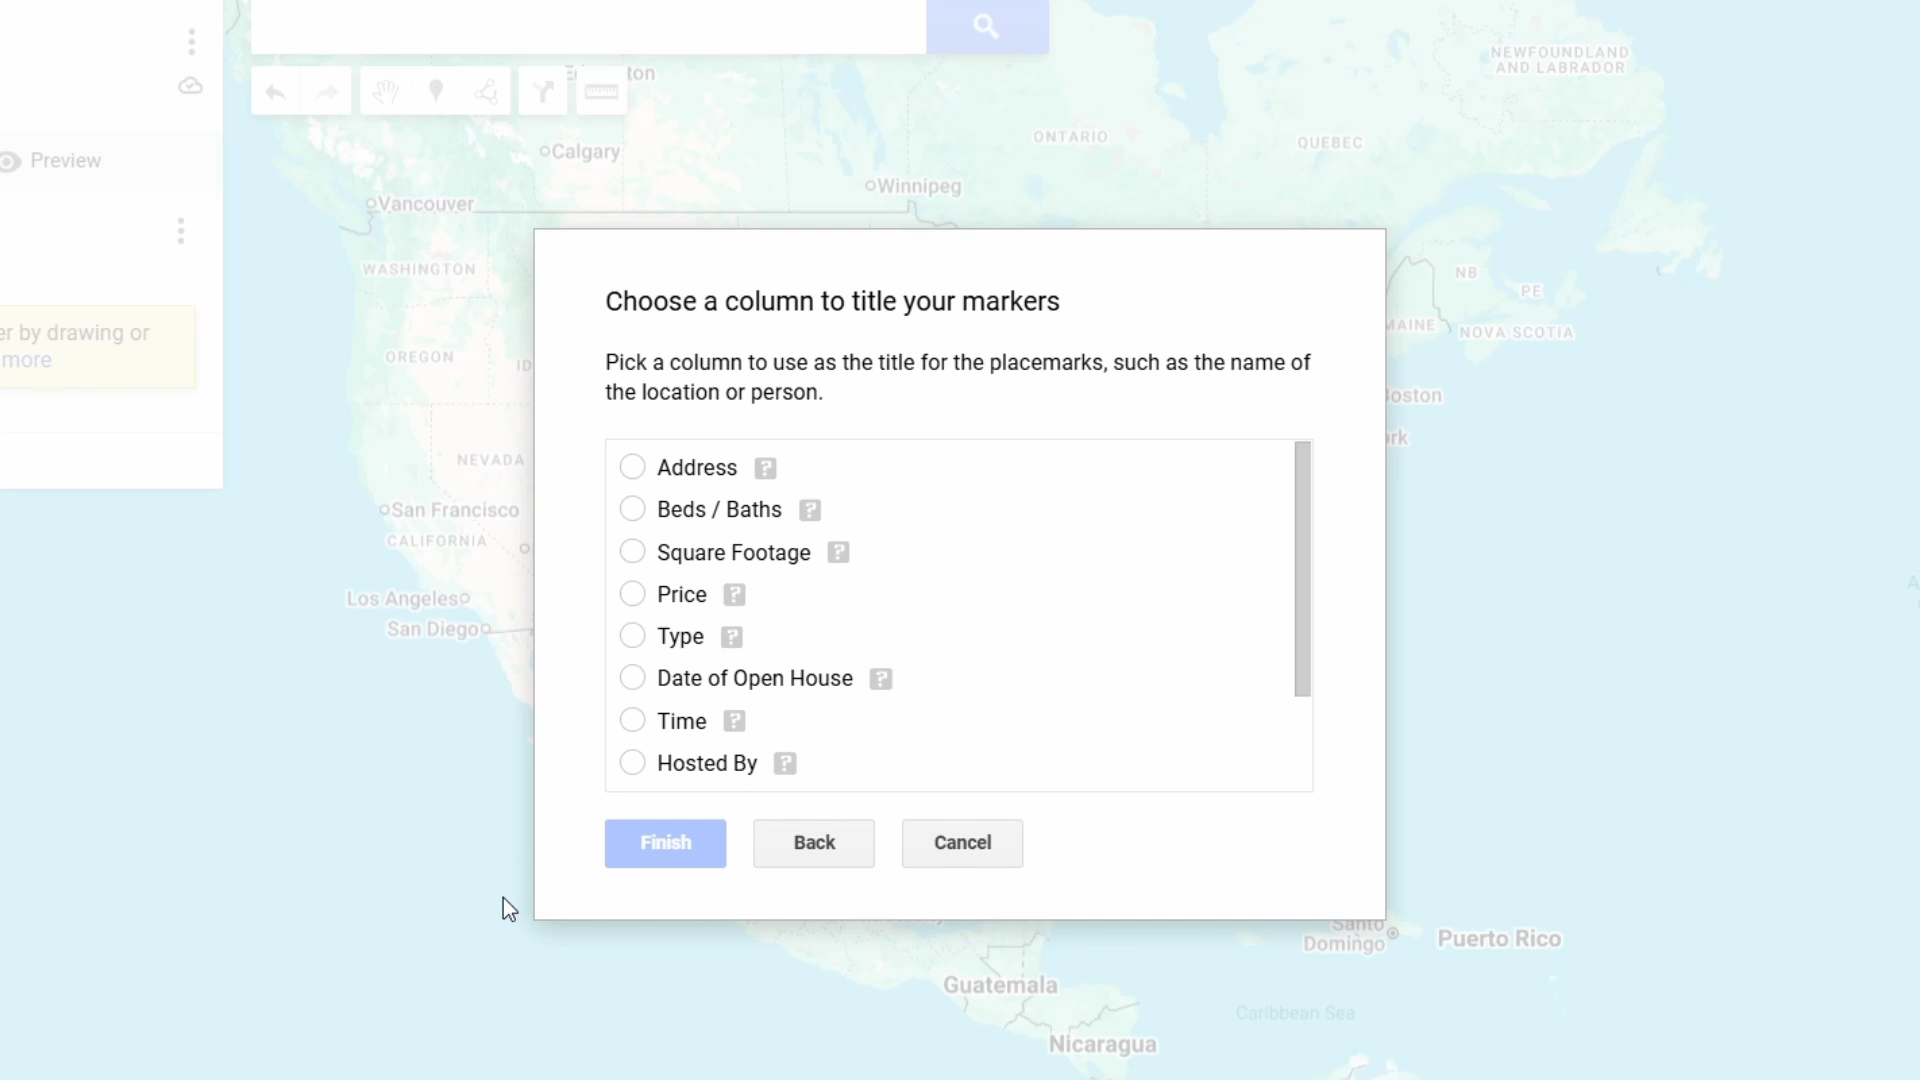 NEWFOUNDLAND
AND LABRADOR
ONTARIO
QUEBEC
Calgary
Winnipeg
Preview
Vancouver
WASHINGTON
NB
PE
MAINE
NOVA SCOTIA
Choose a column to title your markers
er by drawing or
more
OREGON
ID
Pick a column to use as the title for the placemarks, such as the name of
the location or person.
oston
rk
NEVADA
San Francisco
CALIFORNIA
Los Angeles
San Diego
Address ?
Beds / Baths ?
Square Footage ?
Price ?
Type ?
Date of Open House ?
Time ?
Hosted By ?
Finish
Back
Cancel
Santo
Domingo
Puerto Rico
Guatemala
Caribbean Sea
Nicaragua